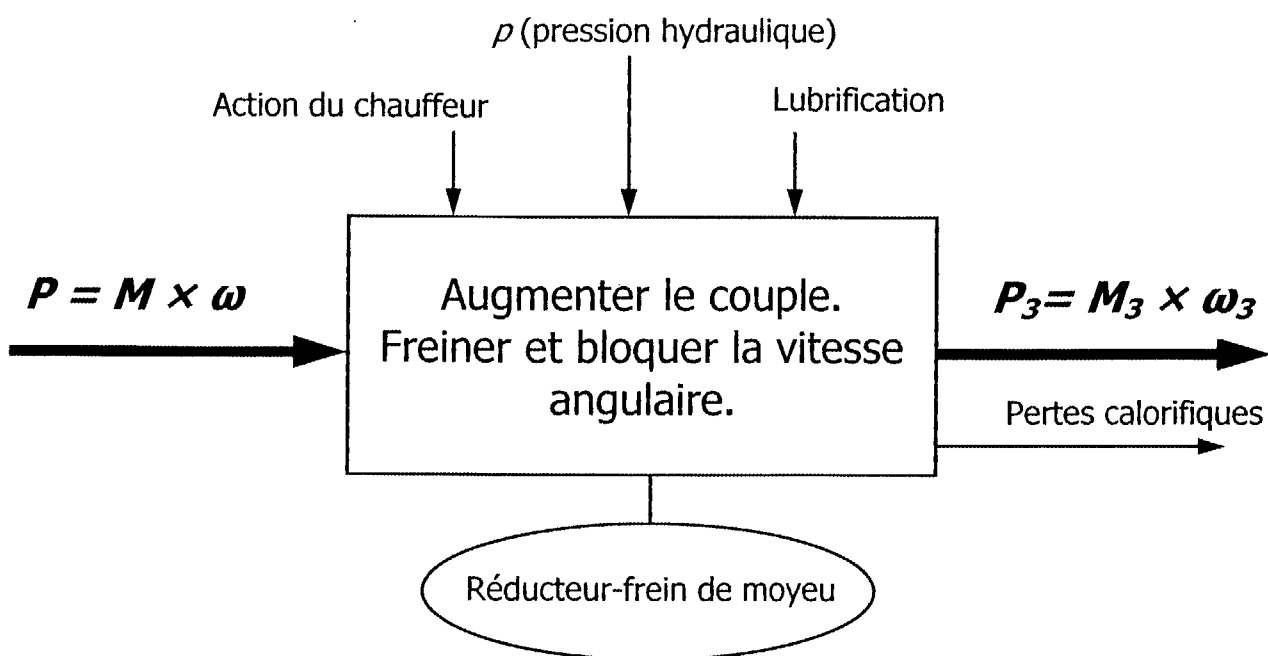 p (pression hydraulique)
Action du chauffeur
Lubrification
P = M × ω
Augmenter le couple.
Freiner et bloquer la vitesse
angulaire.
P₃= M₃ × ω₃
Pertes calorifiques
Réducteur-frein de moyeu